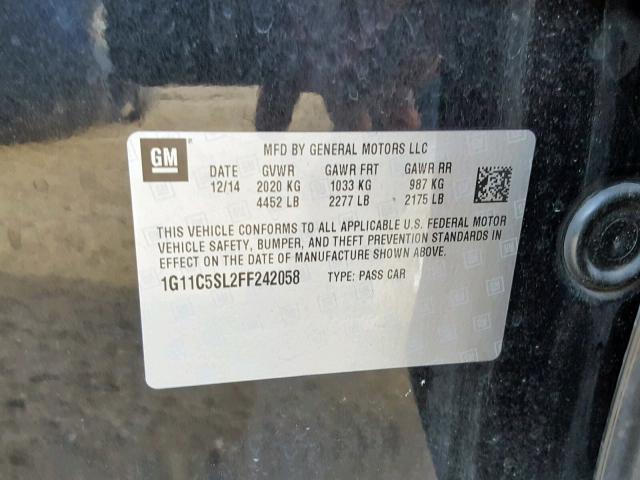 GM
MFD BY GENERAL MOTORS LLC
DATE GVWR GAWR FRT GAWR RR
12/14 2020 KG 1033 KG 987 KG
4452 LB 2277 LB 2175 LB
THIS VEHICLE CONFORMS TO ALL APPLICABLE U.S. FEDERAL MOTOR
VEHICLE SAFETY, BUMPER, AND THEFT PREVENTION STANDARDS IN
EFFECT ON THE DATE OF MANUFACTURE SHOWN ABOVE.
1G11C5SL2FF242058 TYPE: PASS CAR